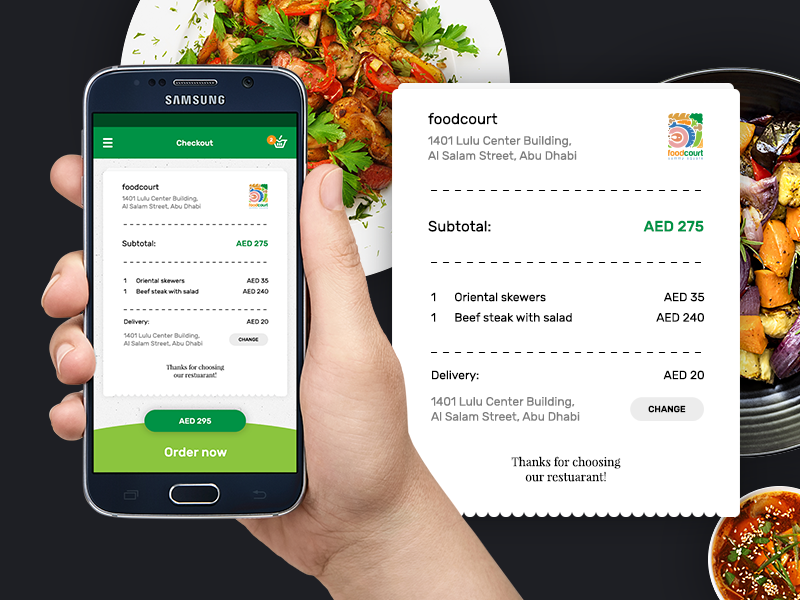 SAMSUNG
Checkout
2
foodcourt
1401 Lulu Center Building,
Al Salam Street, Abu Dhabi
foodcourt
Subtotal: AED 275
1 Oriental skewers AED 35
1 Beef steak with salad AED 240
Delivery: AED 20
1401 Lulu Center Building,
Al Salam Street, Abu Dhabi
CHANGE
Thanks for choosing
our restuarant!
AED 295
Order now
foodcourt
1401 Lulu Center Building,
Al Salam Street, Abu Dhabi
foodcourt
Subtotal: AED 275
1 Oriental skewers AED 35
1 Beef steak with salad AED 240
Delivery: AED 20
1401 Lulu Center Building,
Al Salam Street, Abu Dhabi
CHANGE
Thanks for choosing
our restuarant!